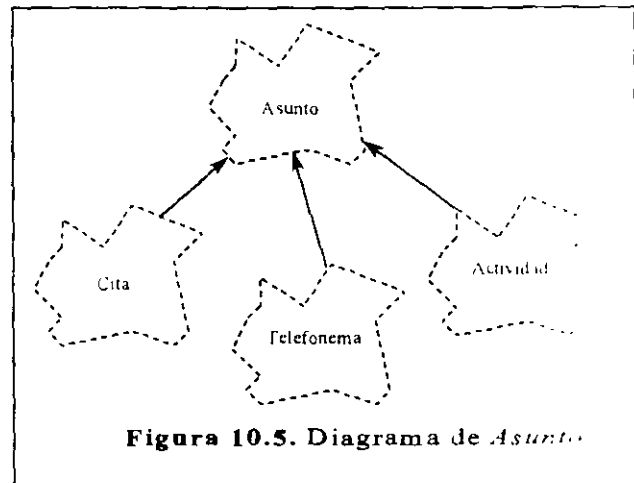 Asunto
Cita
Actividad
Telefonema
Figura 10.5. Diagrama de Asunto